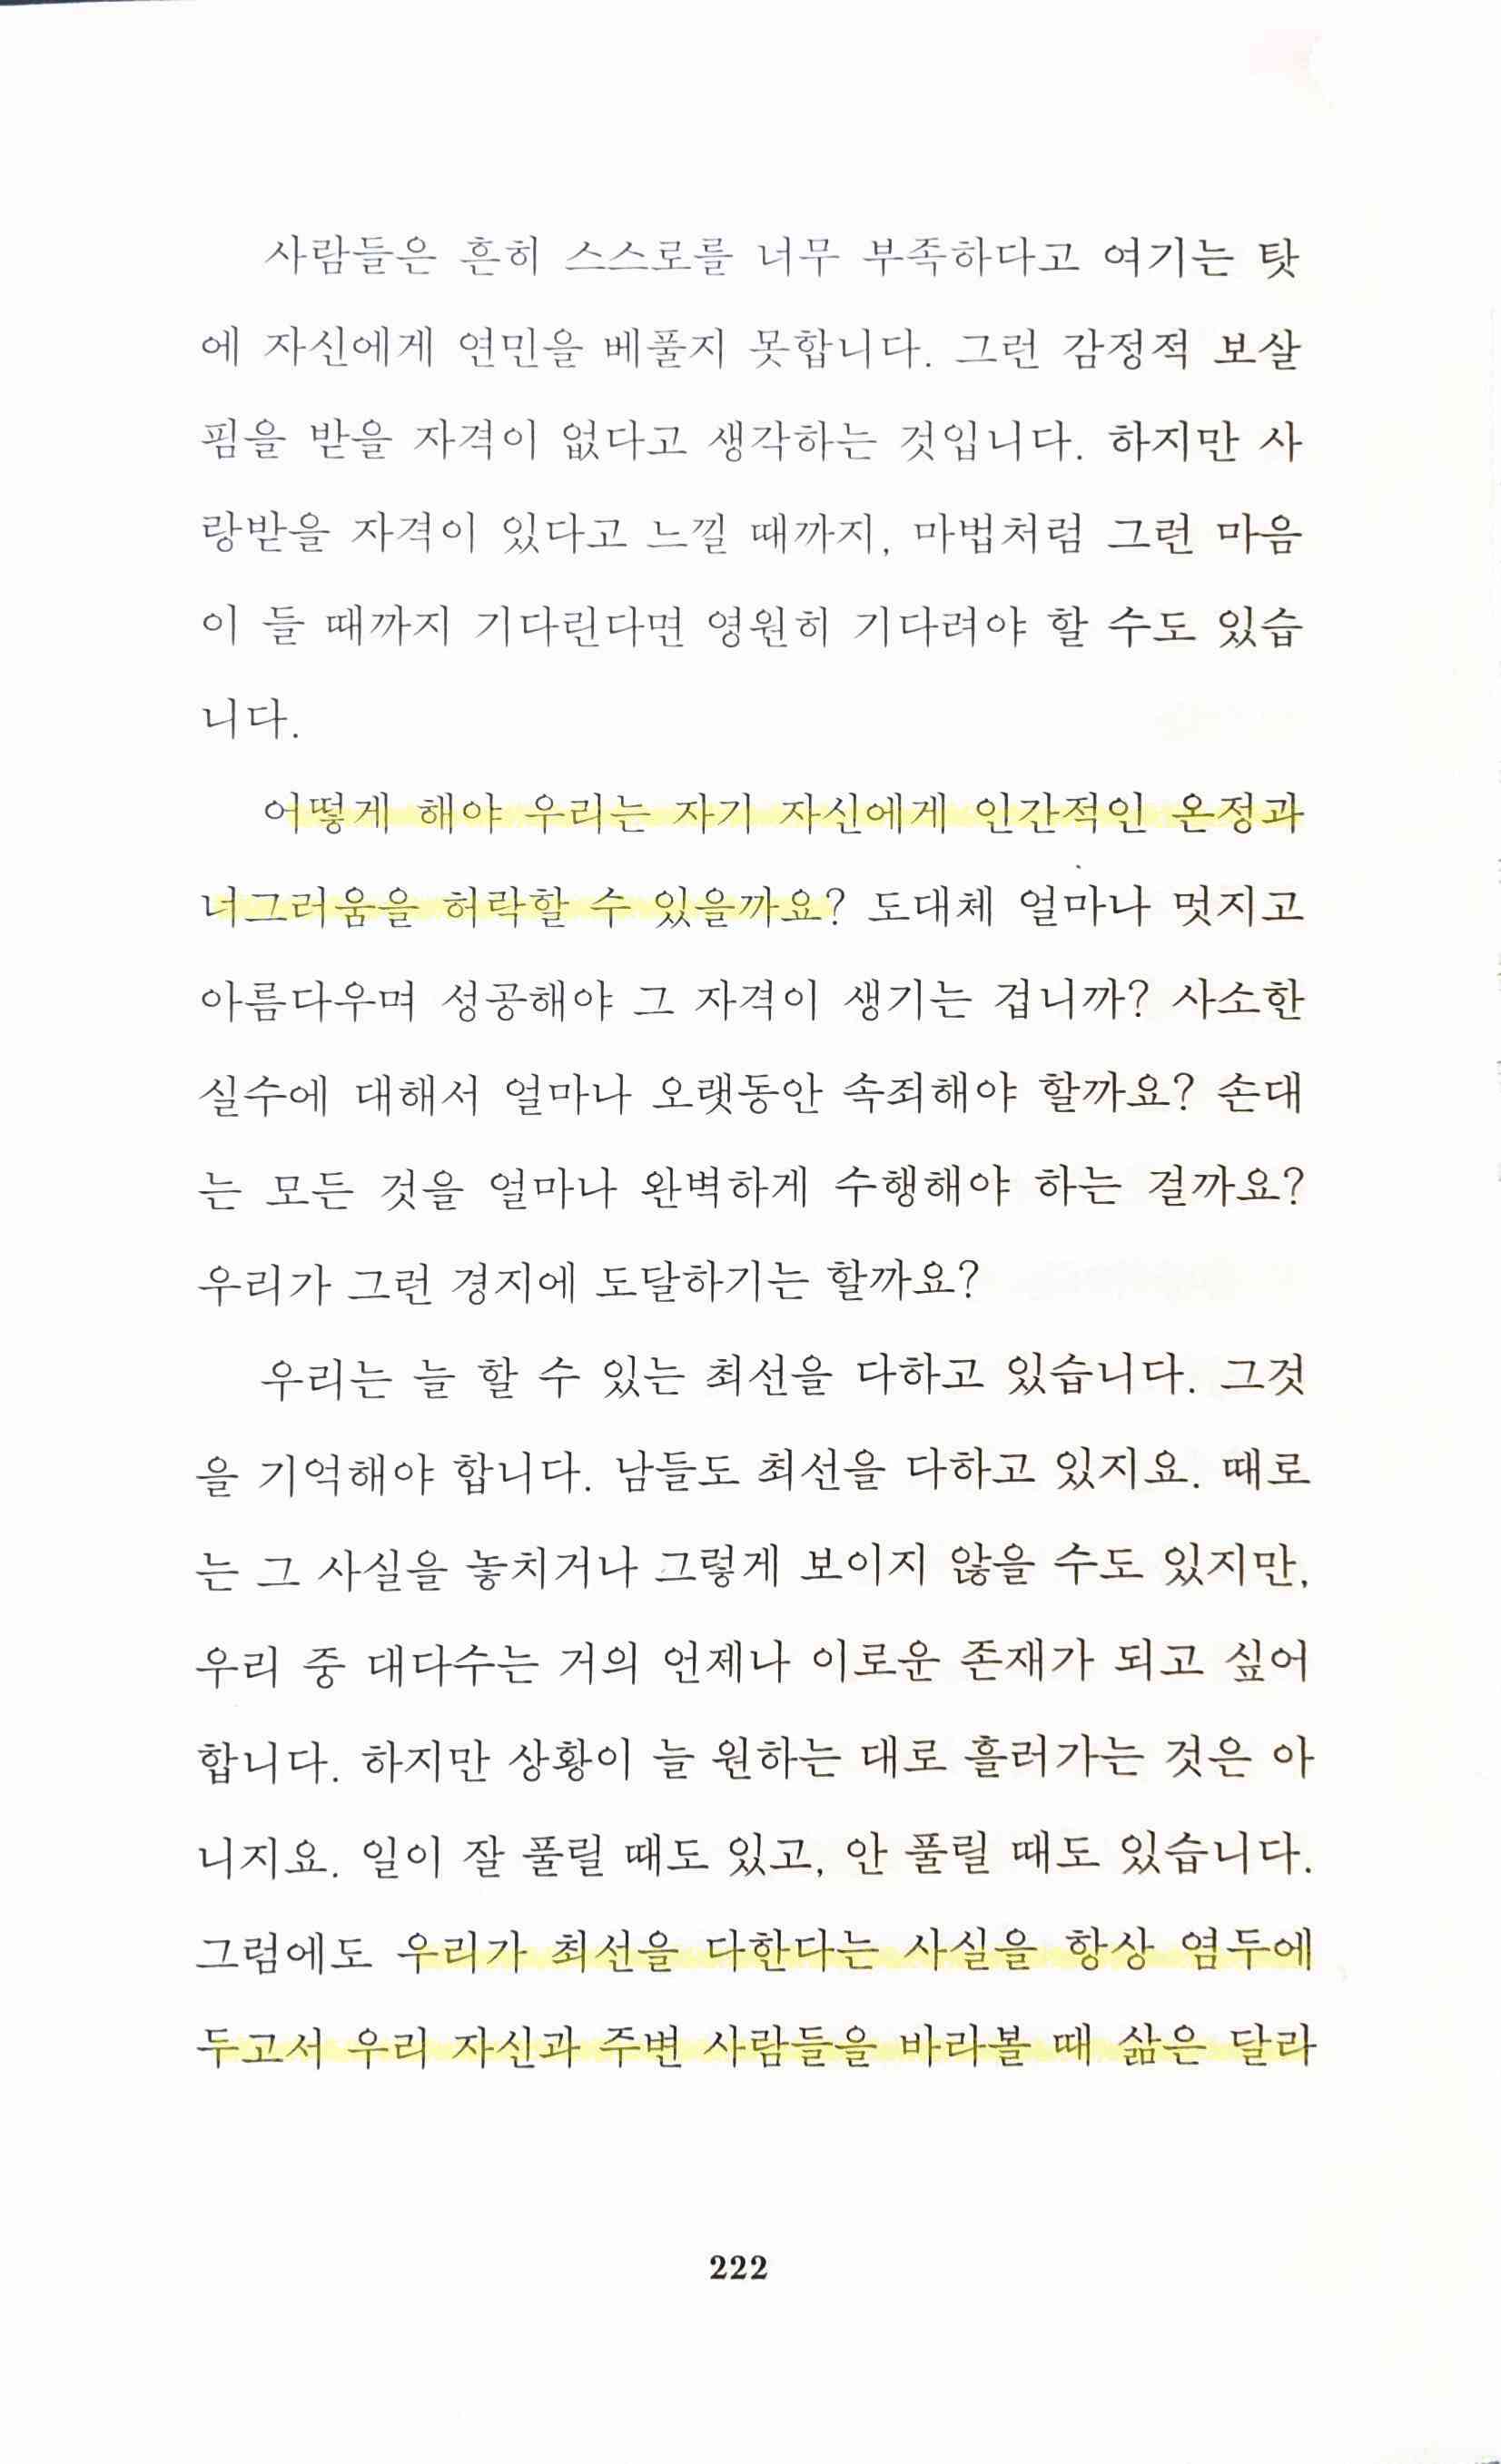 사람들은 흔히 스스로를 너무 부족하다고 여기는 탓
에 자신에게 연민을 베풀지 못합니다. 그런 감정적 보살
핌을 받을 자격이 없다고 생각하는 것입니다. 하지만 사
랑받을 자격이 있다고 느낄 때까지, 마법처럼 그런 마음
이 들 때까지 기다린다면 영원히 기다려야 할 수도 있습
니다.
어떻게 해야 우리는 자기 자신에게 인간적인 온정과
너그러움을 허락할 수 있을까요? 도대체 얼마나 멋지고
아름다우며 성공해야 그 자격이 생기는 겁니까? 사소한
실수에 대해서 얼마나 오랫동안 속죄해야 할까요? 손대
는 모든 것을 얼마나 완벽하게 수행해야 하는 걸까요?
우리가 그런 경지에 도달하기는 할까요?
우리는 늘 할 수 있는 최선을 다하고 있습니다. 그것
을 기억해야 합니다. 남들도 최선을 다하고 있지요. 때로
는 그 사실을 놓치거나 그렇게 보이지 않을 수도 있지만,
우리 중 대다수는 거의 언제나 이로운 존재가 되고 싶어
합니다. 하지만 상황이 늘 원하는 대로 흘러가는 것은 아
니지요. 일이 잘 풀릴 때도 있고, 안 풀릴 때도 있습니다.
그럼에도 우리가 최선을 다한다는 사실을 항상 염두에
두고서 우리 자신과 주변 사람들을 바라볼 때 삶은 달라
222